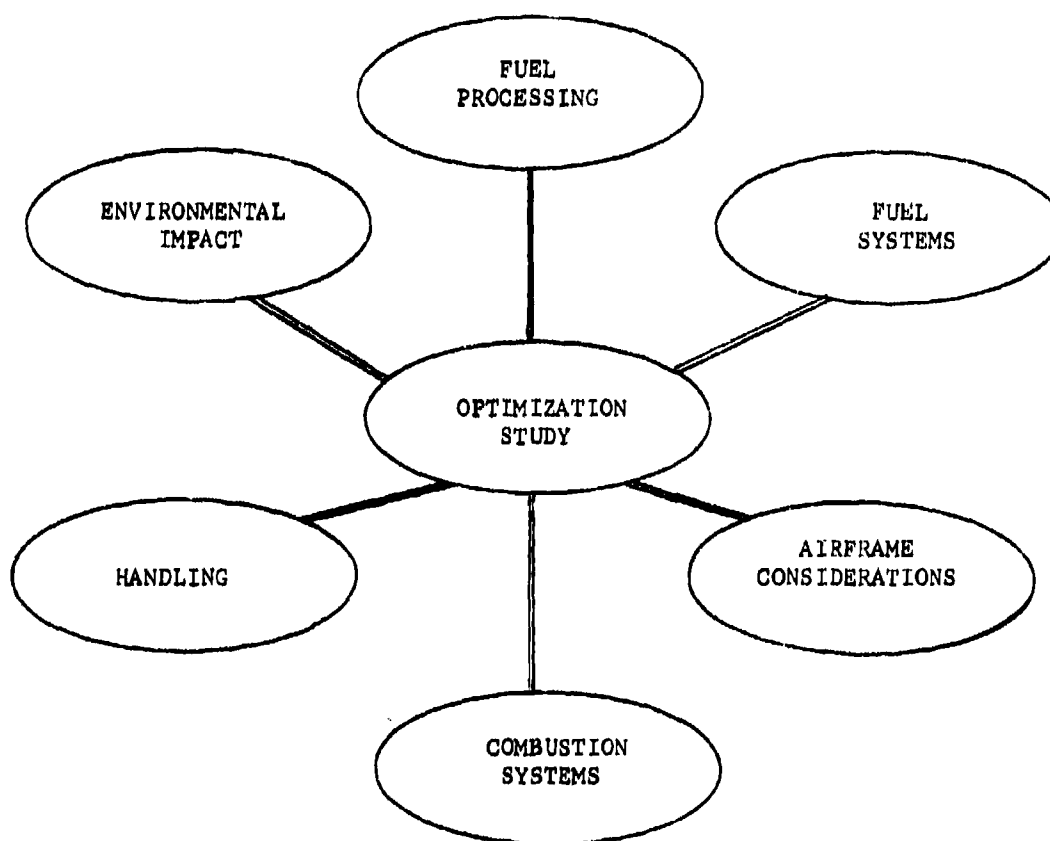 FUEL
PROCESSING
ENVIRONMENTAL
IMPACT
FUEL
SYSTEMS
OPTIMIZATION
STUDY
HANDLING
AIRFRAME
CONSIDERATIONS
COMBUSTION
SYSTEMS